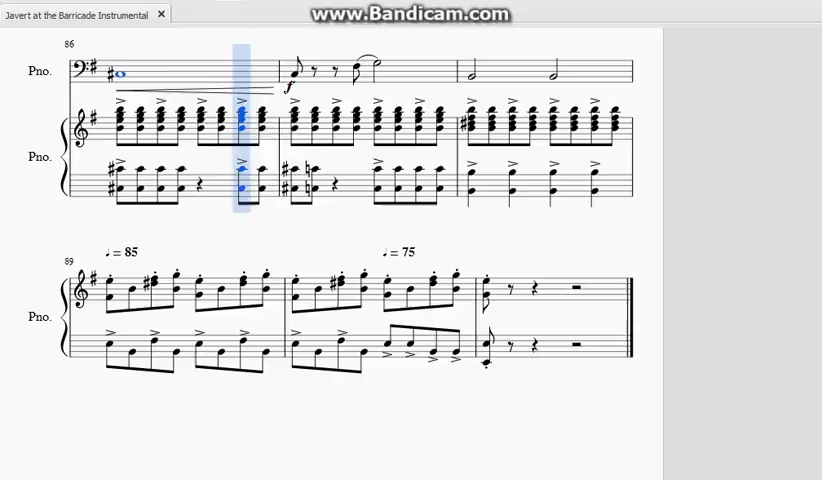 www.Bandicam.com
Javert at the Barricade Instrumental
86
Pno.
f
Pno.
89
♩ = 85
♩ = 75
Pno.